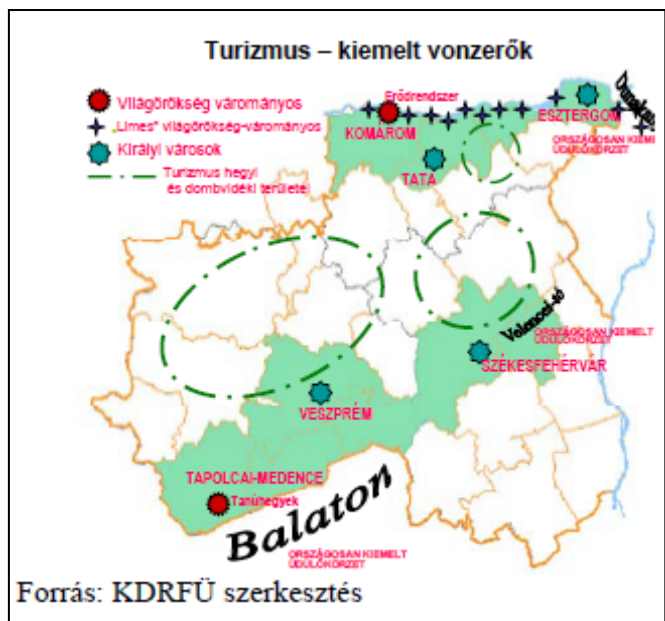 Turizmus – kiemelt vonzerők
Világörökség várományos
„Limes" világörökség-várományos
Királyi városok
Turizmus hegyi
és dombvidéki területei
Erődrendszer
KOMÁROM
ESZTERGOM
TATA
ORSZÁGOSAN KIEMELT
ÜDÜLŐKÖRZET
Velencei-tó
ORSZÁGOSAN KIEMELT
ÜDÜLŐKÖRZET
SZÉKESFEHÉRVÁR
VESZPRÉM
TAPOLCAI-MEDENCE
Tanúhegyek
Balaton
ORSZÁGOSAN KIEMELT
ÜDÜLŐKÖRZET
Forrás: KDRFÜ szerkesztés